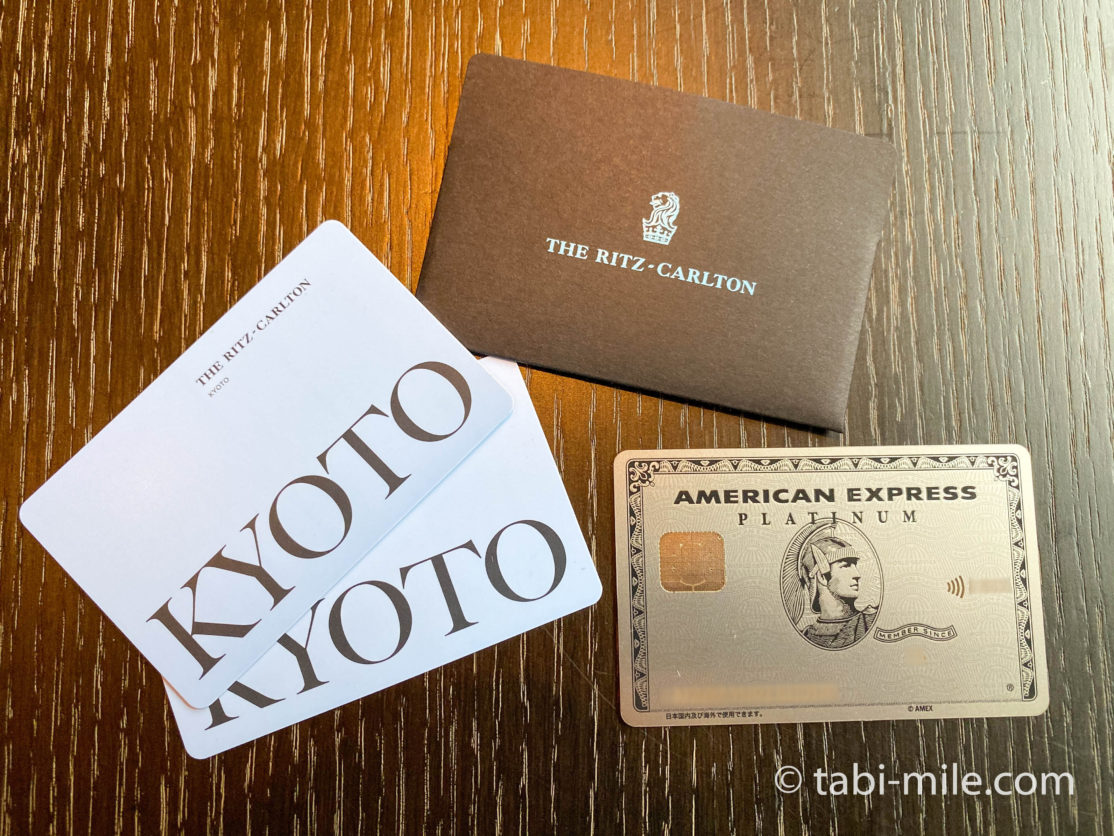 THE RITZ-CARLTON
THE RITZ-CARLTON
KYOTO
KYOTO
KYOTO
AMERICAN EXPRESS
PLATINUM
MEMBER SINCE
®
日本国内及び海外で使用できます。
© AMEX
© tabi-mile.com